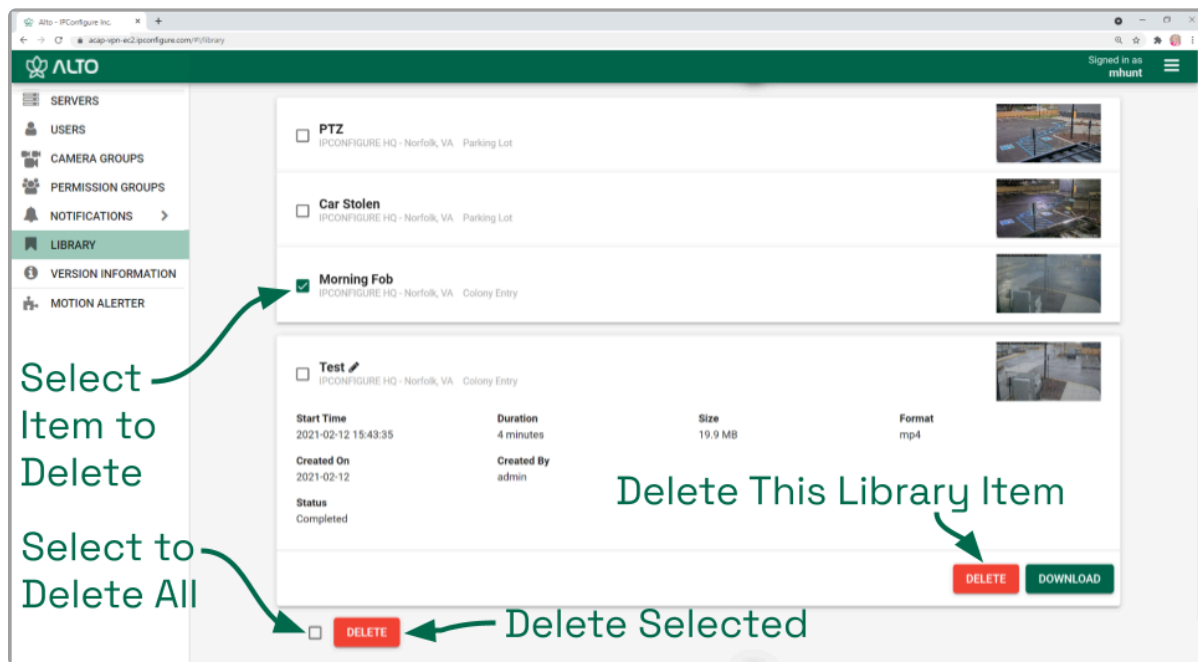 Alto - IPConfigure Inc.
acap-vpn-ec2.ipconfigure.com/#!/library
ALTO
Signed in as
mhunt
SERVERS
USERS
CAMERA GROUPS
PERMISSION GROUPS
NOTIFICATIONS
LIBRARY
VERSION INFORMATION
MOTION ALERTER
PTZ
IPCONFIGURE HQ - Norfolk, VA Parking Lot
Car Stolen
IPCONFIGURE HQ - Norfolk, VA Parking Lot
Morning Fob
IPCONFIGURE HQ - Norfolk, VA Colony Entry
Test
IPCONFIGURE HQ - Norfolk, VA Colony Entry
Start Time Duration Size Format
2021-02-12 15:43:35 4 minutes 19.9 MB mp4
Created On Created By
2021-02-12 admin
Status
Completed
DELETE DOWNLOAD
DELETE
Select
Item to
Delete
Delete This Library Item
Select to
Delete All
Delete Selected